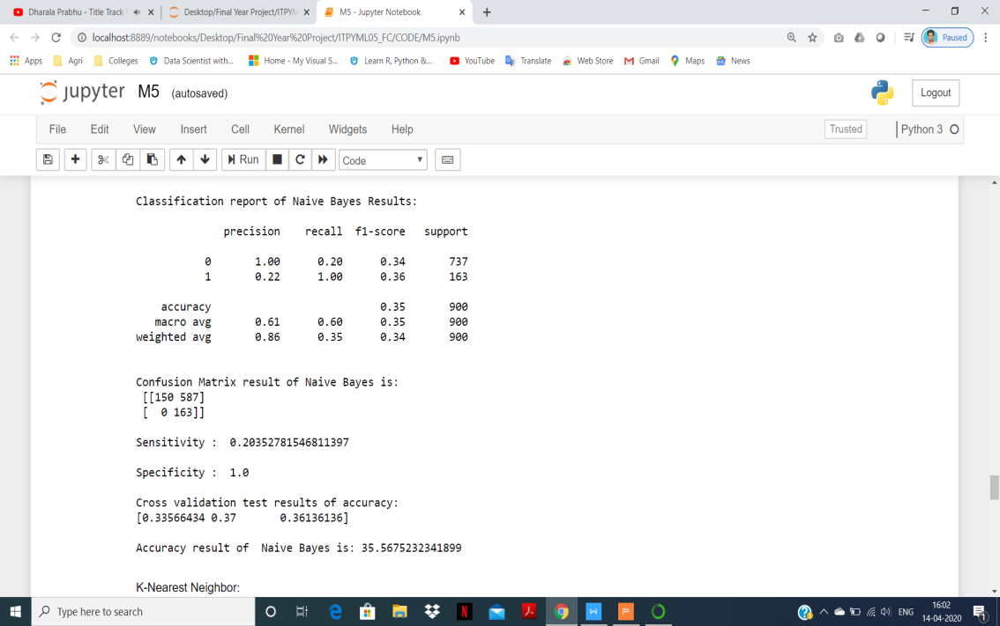 Dharala Prabhu - Title Track
Desktop/Final Year Project/ITPYM
M5 - Jupyter Notebook
localhost:8889/notebooks/Desktop/Final%20Year%20Project/ITPYML05_FC/CODE/M5.ipynb
Paused
Apps Agri Colleges Data Scientist with... Home - My Visual S... Learn R, Python &... YouTube Translate Web Store Gmail Maps News
jupyter M5 (autosaved)
Logout
File Edit View Insert Cell Kernel Widgets Help
Trusted Python 3
Run Code
Classification report of Naive Bayes Results:
precision recall f1-score support
0 1.00 0.20 0.34 737
1 0.22 1.00 0.36 163
accuracy 0.35 900
macro avg 0.61 0.60 0.35 900
weighted avg 0.86 0.35 0.34 900
Confusion Matrix result of Naive Bayes is:
[[150 587]
[ 0 163]]
Sensitivity : 0.20352781546811397
Specificity : 1.0
Cross validation test results of accuracy:
[0.33566434 0.37 0.36136136]
Accuracy result of Naive Bayes is: 35.5675232341899
K-Nearest Neighbor:
Type here to search
ENG
16:02
14-04-2020
1